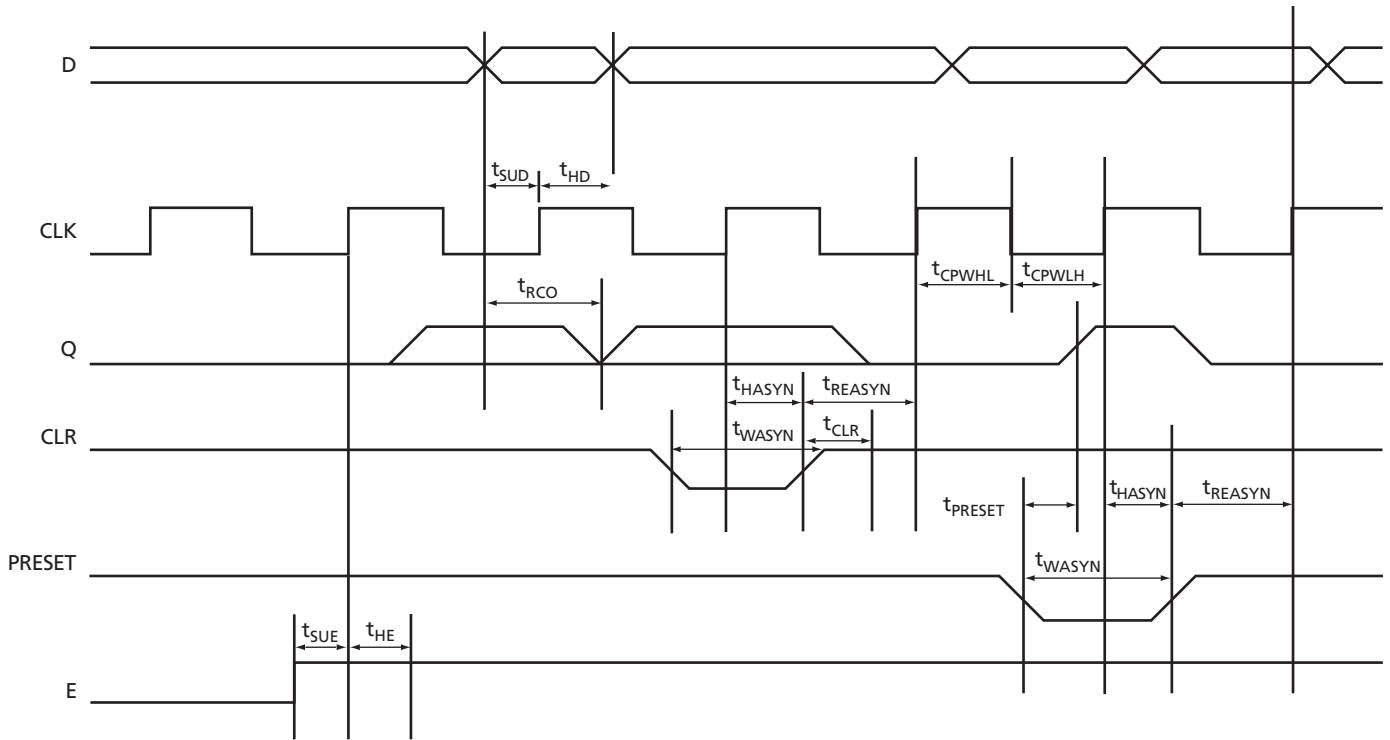 D
tSUD
tHD
CLK
tCPWHL
tCPWLH
tRCO
Q
tHASYN
tREASYN
CLR
tWASYN
tCLR
tPRESET
tHASYN
tREASYN
PRESET
tWASYN
tSUE
tHE
E